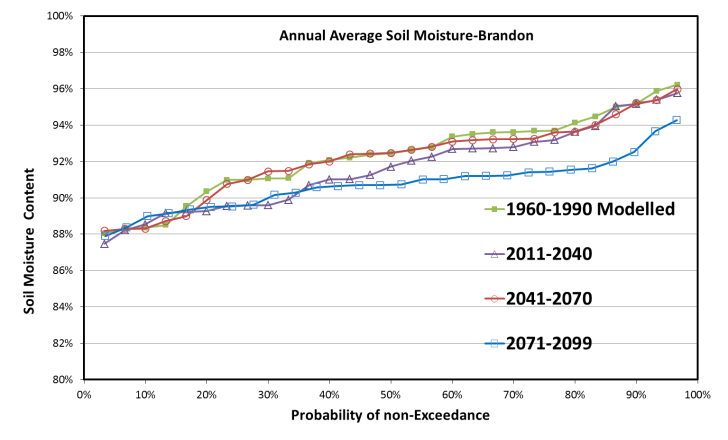 Annual Average Soil Moisture-Brandon
100%
98%
96%
94%
92%
90%
88%
86%
84%
82%
80%
Soil Moisture Content
1960-1990 Modelled
2011-2040
2041-2070
2071-2099
0% 10% 20% 30% 40% 50% 60% 70% 80% 90% 100%
Probability of non-Exceedance